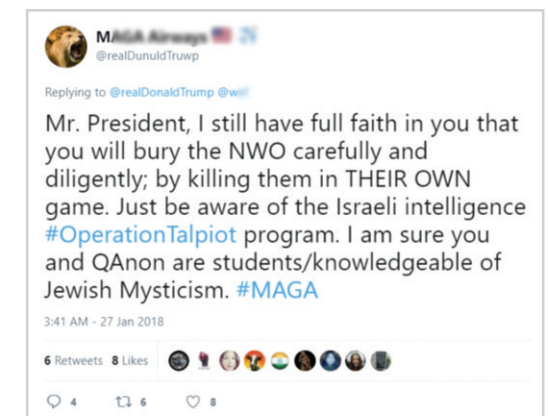 @realDunuldTruwp
Replying to @realDonaldTrump
Mr. President, I still have full faith in you that
you will bury the NWO carefully and
diligently; by killing them in THEIR OWN
game. Just be aware of the Israeli intelligence
#OperationTalpiot program. I am sure you
and QAnon are students/knowledgeable of
Jewish Mysticism. #MAGA
3:41 AM - 27 Jan 2018
6 Retweets 8 Likes
4 6 8